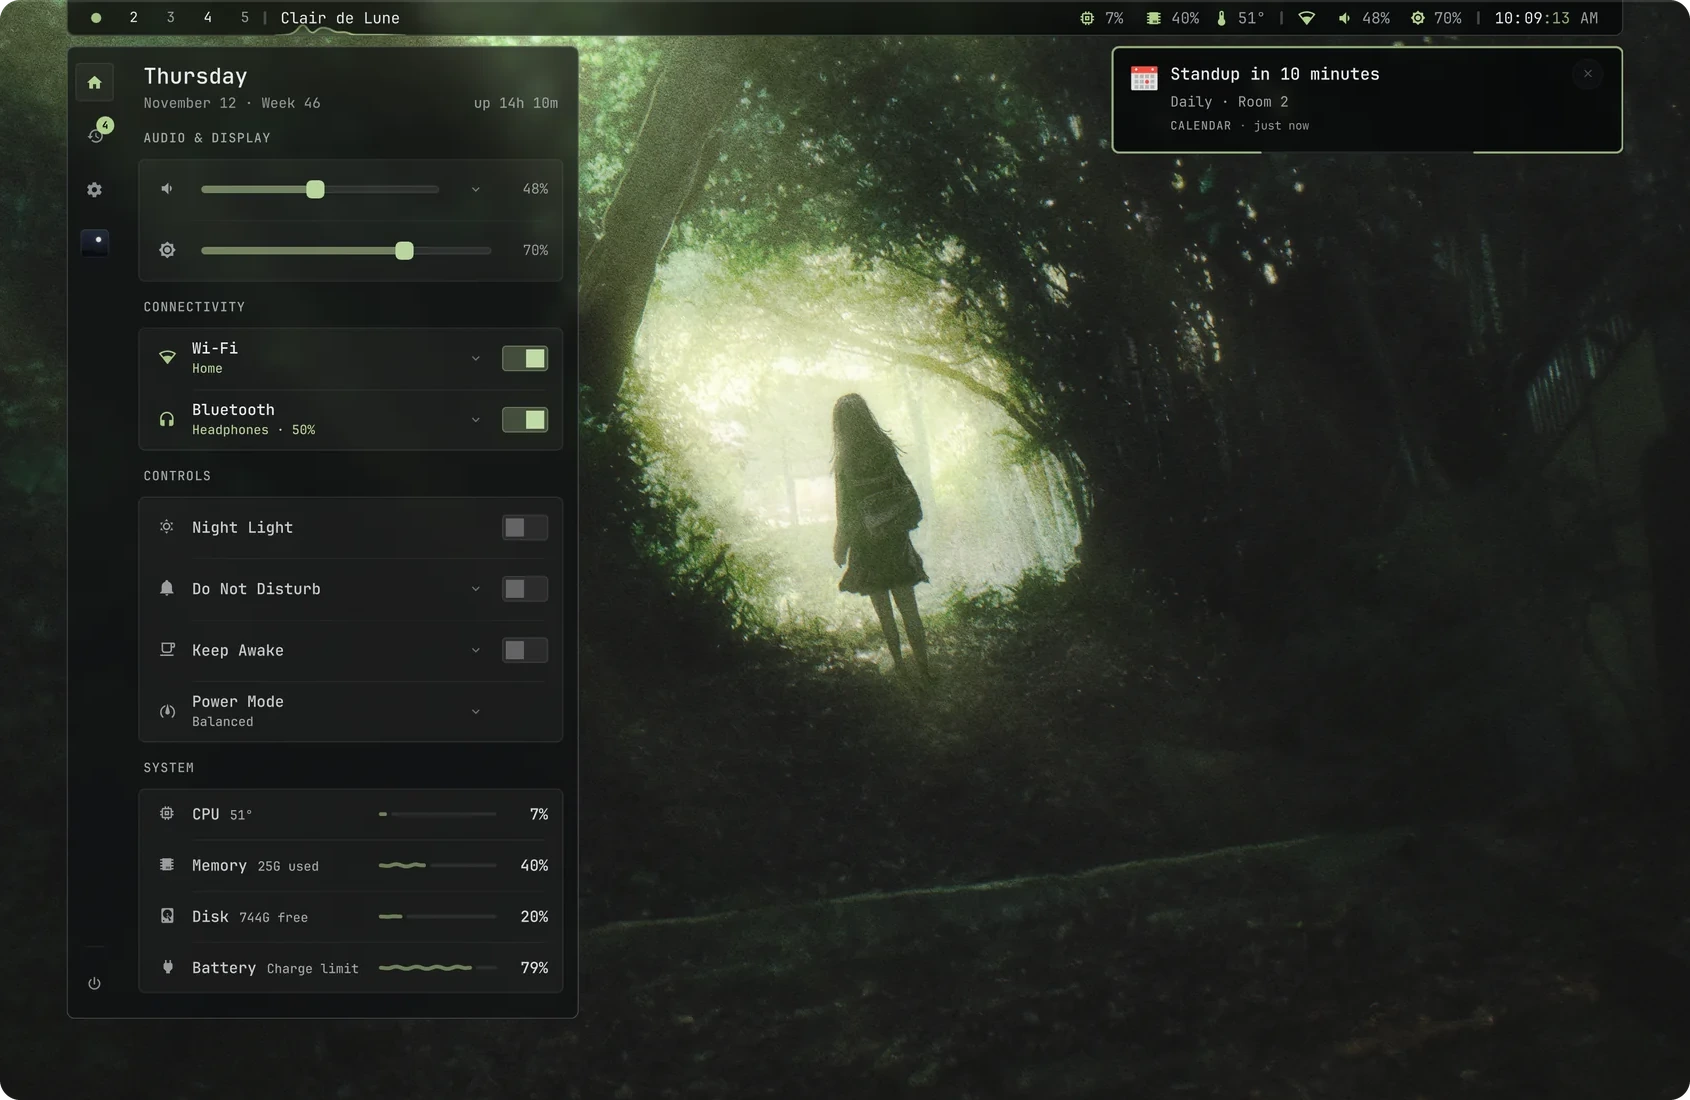 2 3 4 5 | Clair de Lune
7% 40% 51° | 48% 70% | 10:09:13 AM
Thursday
November 12 · Week 46 up 14h 10m
4
AUDIO & DISPLAY
48%
70%
CONNECTIVITY
Wi-Fi
Home
Bluetooth
Headphones · 50%
CONTROLS
Night Light
Do Not Disturb
Keep Awake
Power Mode
Balanced
SYSTEM
CPU 51° 7%
Memory 25G used 40%
Disk 744G free 20%
Battery Charge limit 79%
Standup in 10 minutes
Daily · Room 2
CALENDAR · just now